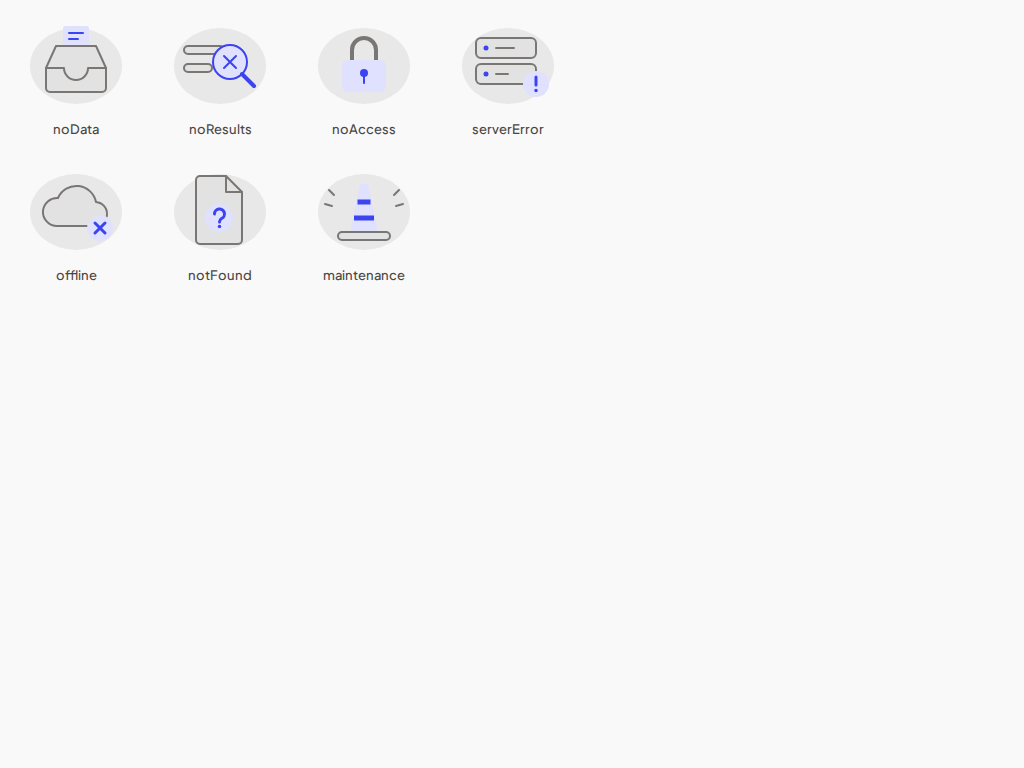 noData
noResults
noAccess
serverError
offline
notFound
maintenance